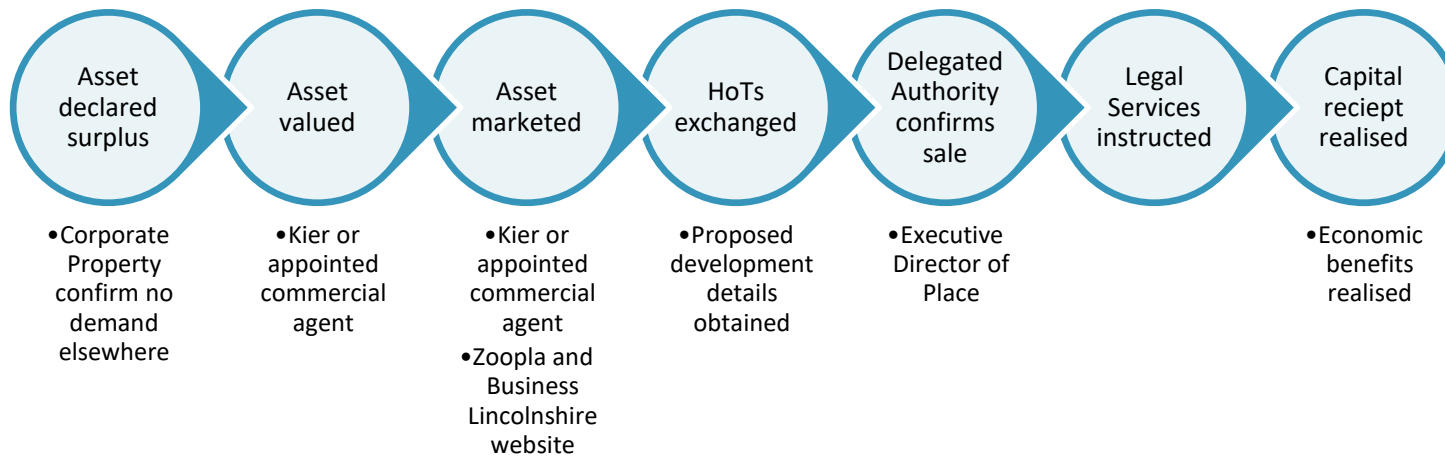 Asset
declared
surplus
Asset
valued
Asset
marketed
HoTs
exchanged
Delegated
Authority
confirms
sale
Legal
Services
instructed
Capital
reciept
realised
•Corporate
Property
confirm no
demand
elsewhere
•Kier or
appointed
commercial
agent
•Kier or
appointed
commercial
agent
•Zoopla and
Business
Lincolnshire
website
•Proposed
development
details
obtained
•Executive
Director of
Place
•Economic
benefits
realised